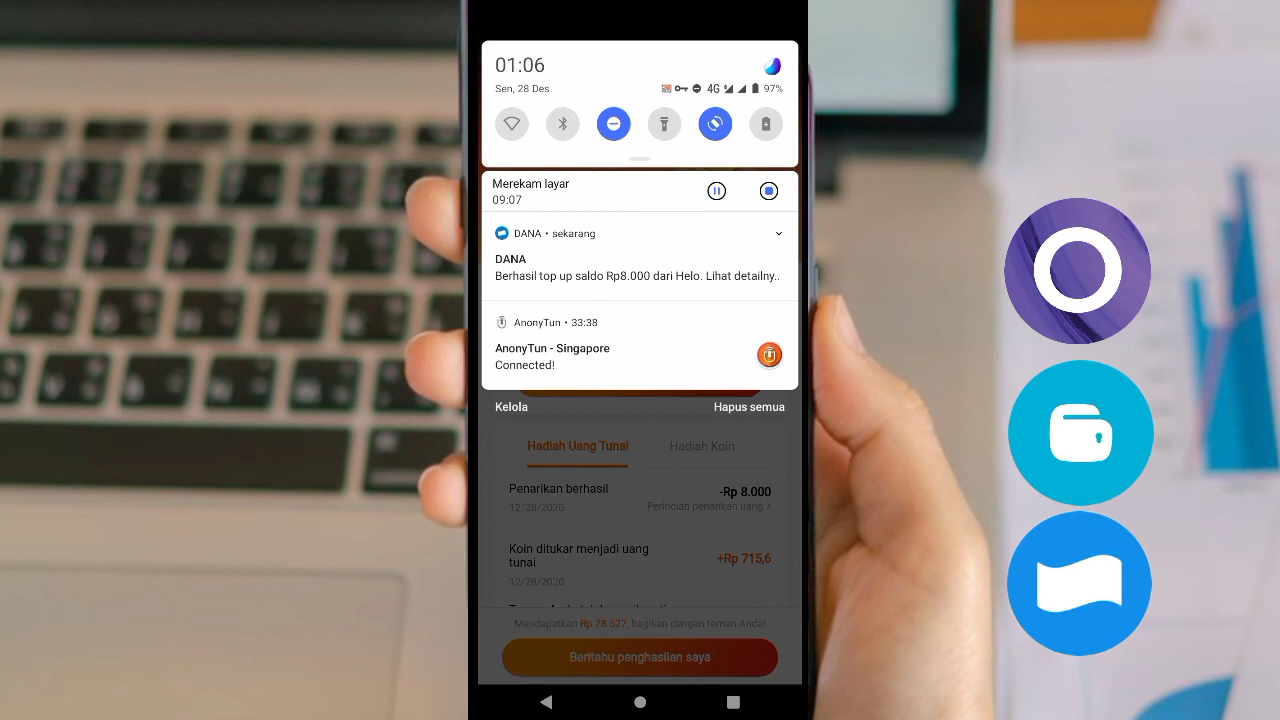 01:06
Sen, 28 Des
4G
97%
Merekam layar
09:07
DANA • sekarang
DANA
Berhasil top up saldo Rp8.000 dari Helo. Lihat detailny..
AnonyTun • 33:38
AnonyTun - Singapore
Connected!
Kelola
Hapus semua
Hadiah Uang Tunai
Hadiah Koin
Penarikan berhasil
-Rp 8.000
12/28/2020
Perincian penarikan uang >
Koin ditukar menjadi uang
tunai
+Rp 715,6
12/28/2020
Mendapatkan Rp 78.527, bagikan dengan teman Anda!
Beritahu penghasilan saya